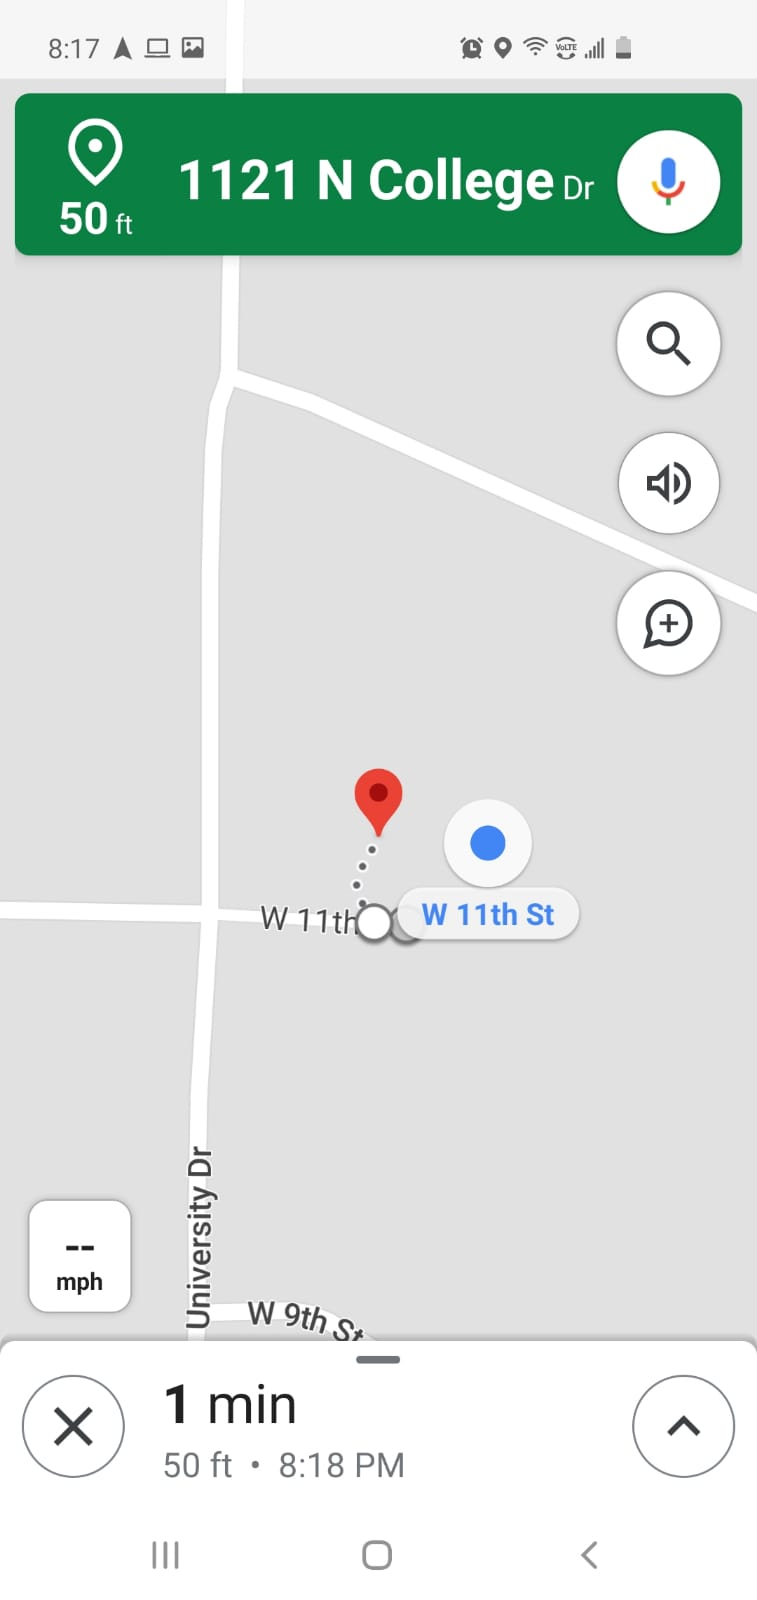 8:17
VoLTE
1121 N College Dr
50 ft
W 11th
W 11th St
University Dr
W 9th St
--
mph
1 min
50 ft • 8:18 PM